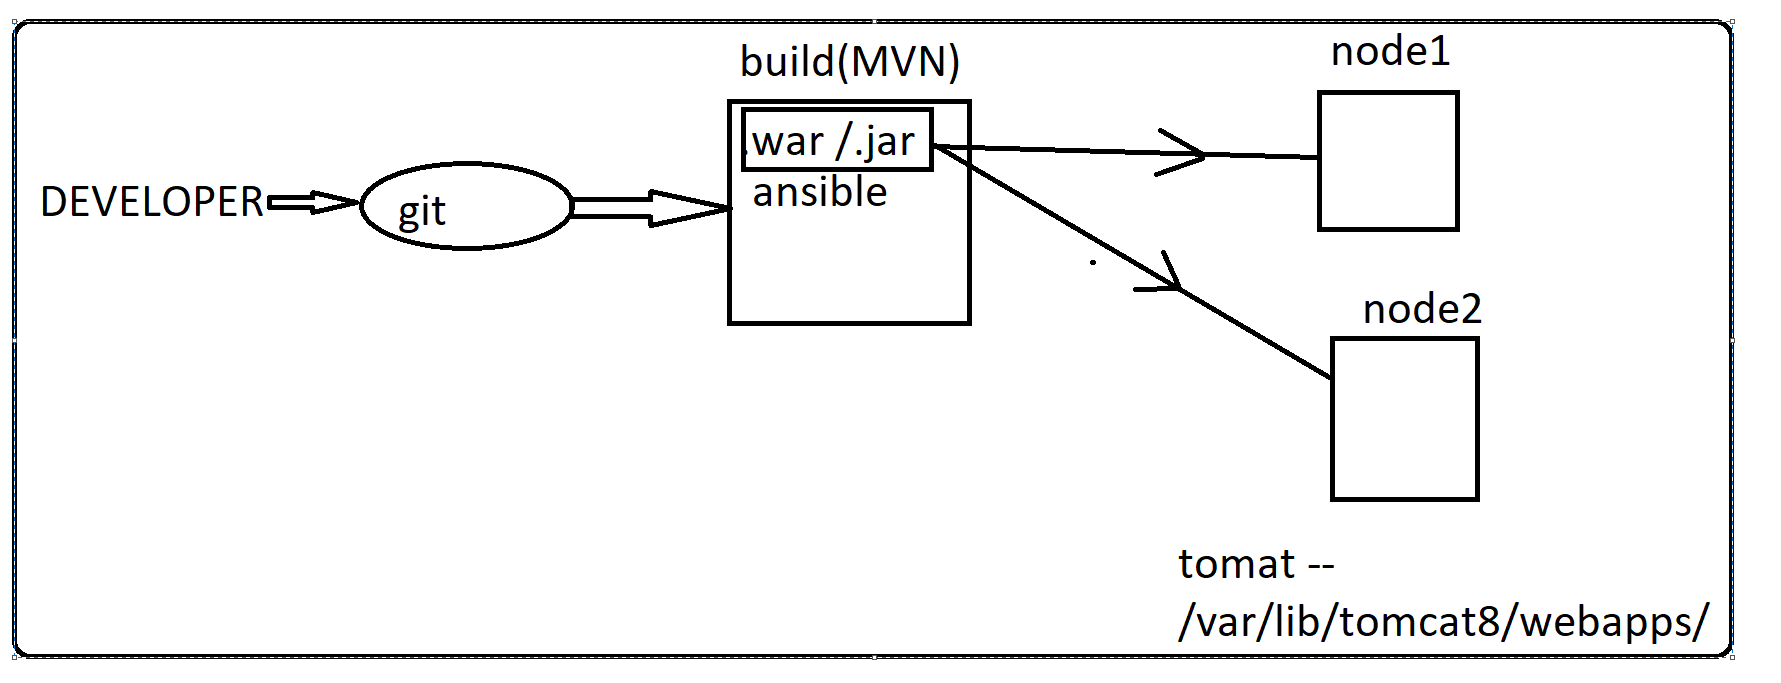 DEVELOPER
git
build(MVN)
.war /.jar
ansible
node1
node2
tomat --
/var/lib/tomcat8/webapps/